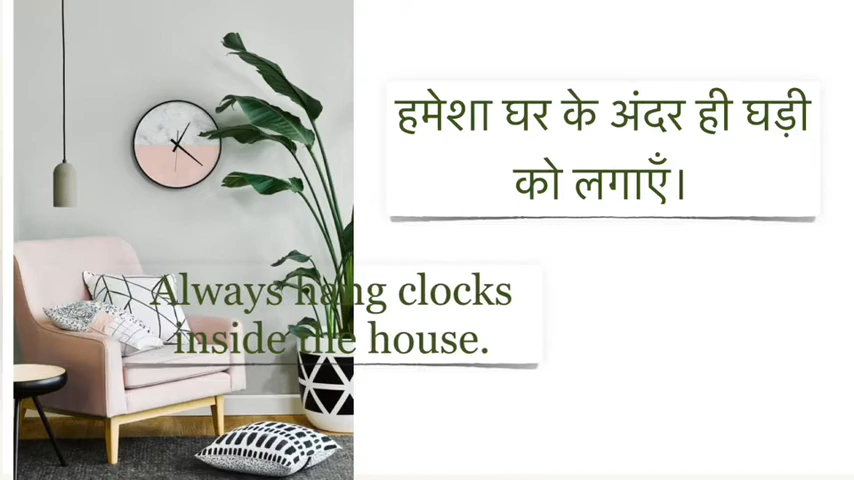 हमेशा घर के अंदर ही घड़ी
को लगाएँ।
Always hang clocks
inside the house.